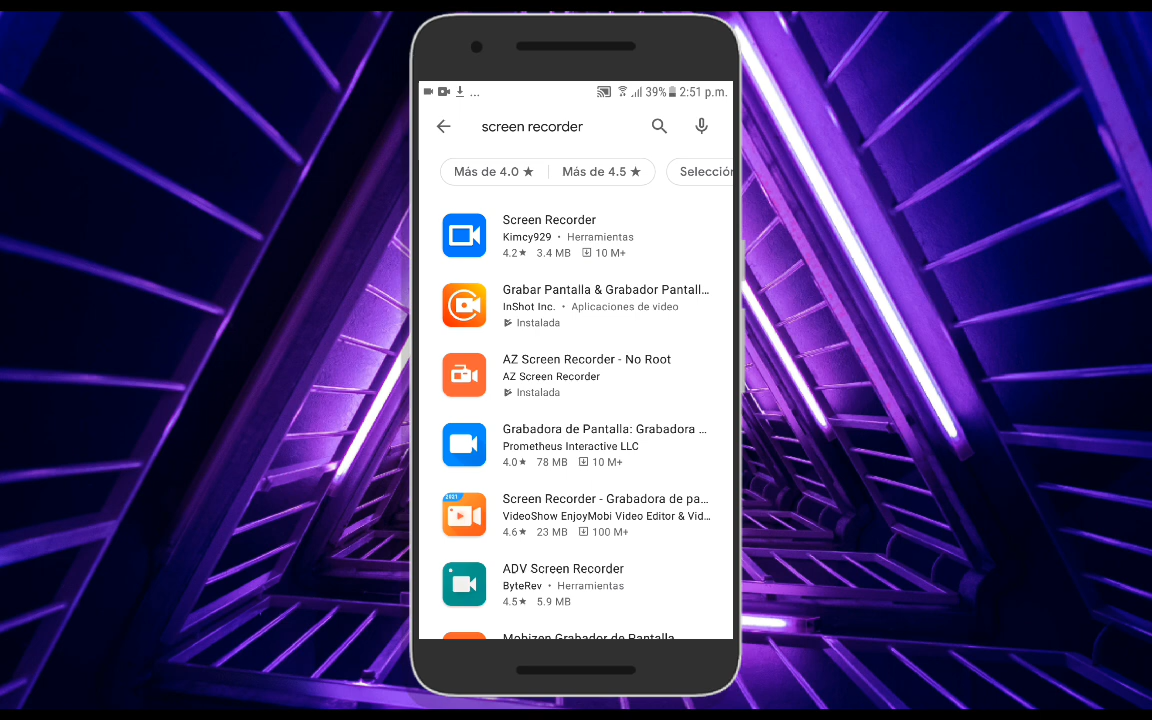 ... 39% 2:51 p.m.
screen recorder
Más de 4.0 ★ Más de 4.5 ★ Selección
Screen Recorder
Kimcy929 • Herramientas
4.2★ 3.4 MB 10 M+
Grabar Pantalla & Grabador Pantall...
InShot Inc. • Aplicaciones de video
Instalada
AZ Screen Recorder - No Root
AZ Screen Recorder
Instalada
Grabadora de Pantalla: Grabadora ...
Prometheus Interactive LLC
4.0★ 78 MB 10 M+
2021
Screen Recorder - Grabadora de pa...
VideoShow EnjoyMobi Video Editor & Vid...
4.6★ 23 MB 100 M+
ADV Screen Recorder
ByteRev • Herramientas
4.5★ 5.9 MB
Mobizen Grabador de Pantalla